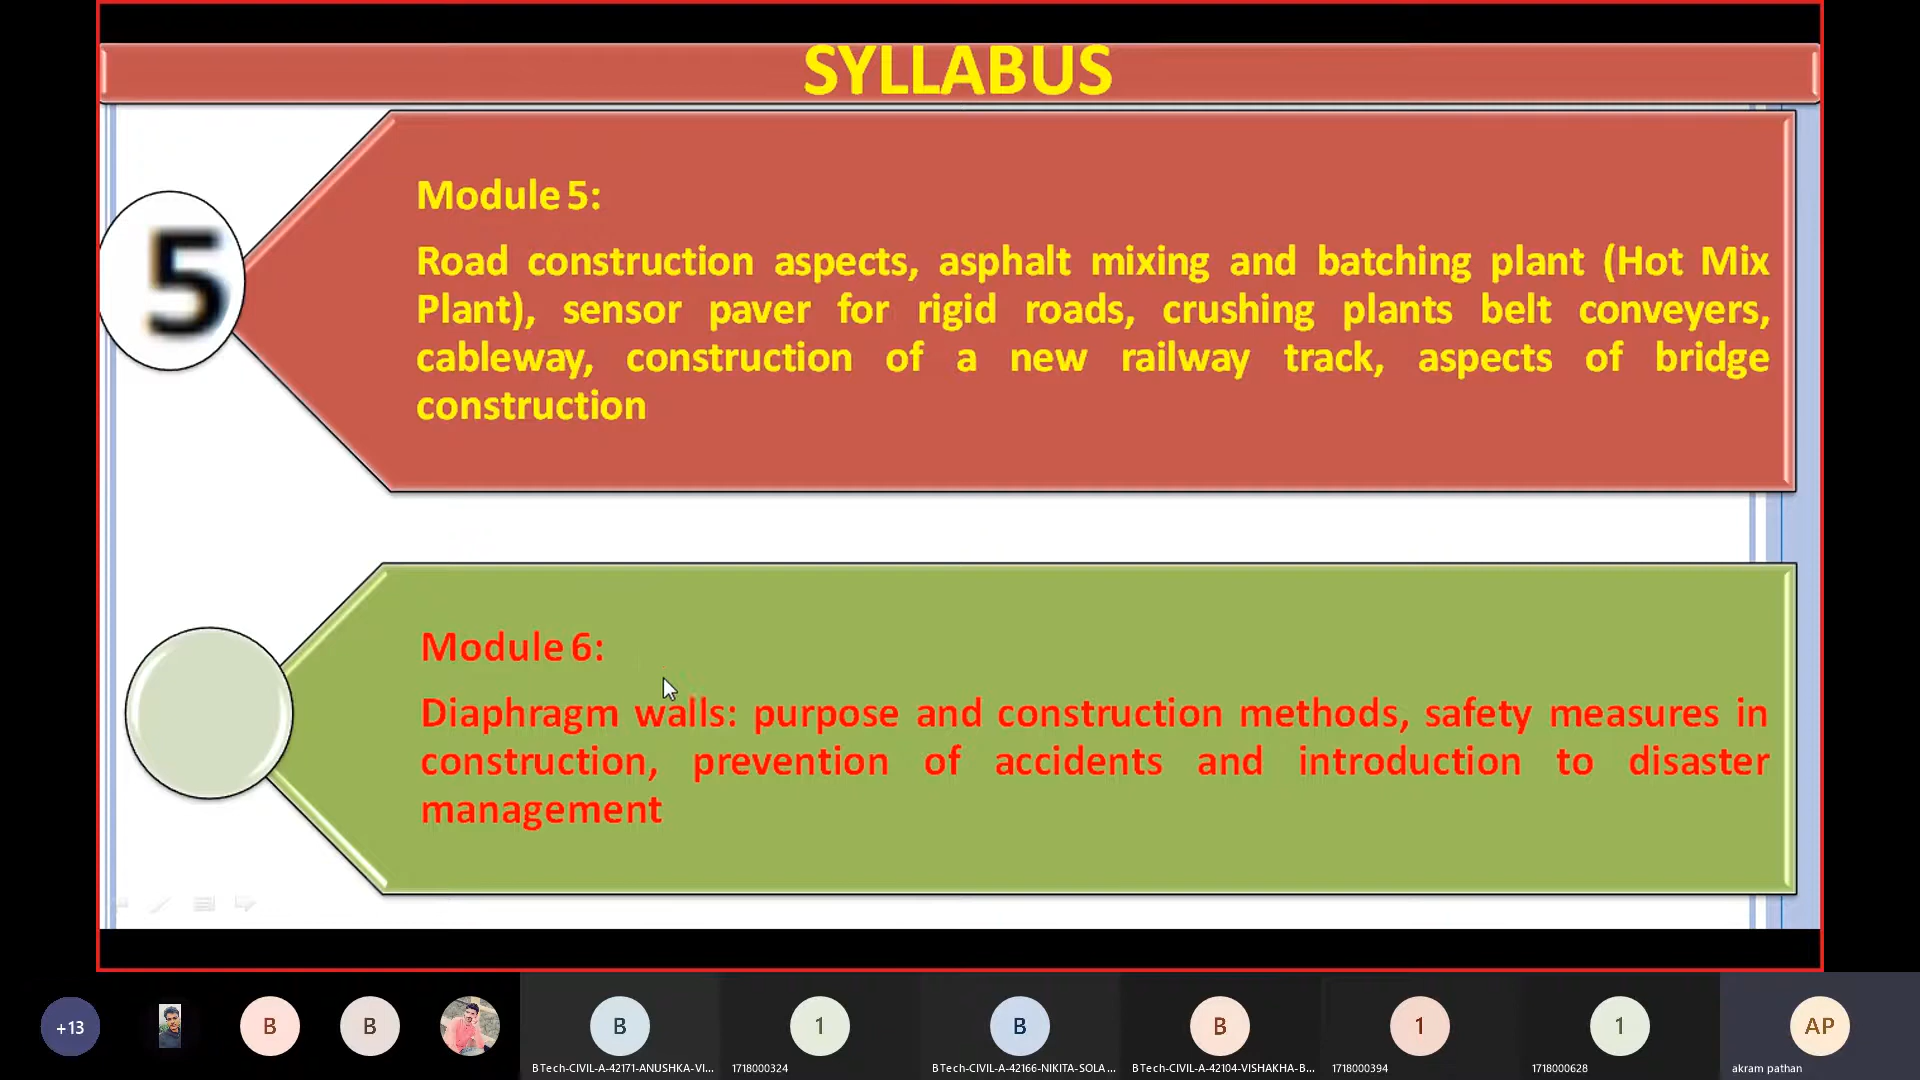 SYLLABUS
5
Module 5:
Road construction aspects, asphalt mixing and batching plant (Hot Mix
Plant), sensor paver for rigid roads, crushing plants belt conveyers,
cableway, construction of a new railway track, aspects of bridge
construction
Module 6:
Diaphragm walls: purpose and construction methods, safety measures in
construction, prevention of accidents and introduction to disaster
management
+13
B
B
B
1
B
B
1
1
AP
BTech-CIVIL-A-42171-ANUSHKA-VI...
1718000324
BTech-CIVIL-A-42166-NIKITA-SOLA...
BTech-CIVIL-A-42104-VISHAKHA-B...
1718000394
1718000628
akram pathan